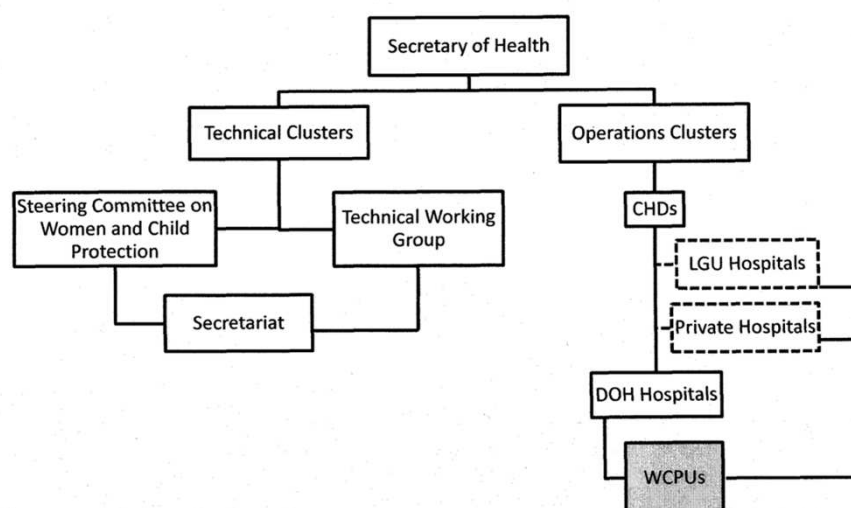 Secretary of Health
Technical Clusters
Operations Clusters
Steering Committee on
Women and Child
Protection
Technical Working
Group
CHDs
LGU Hospitals
Secretariat
Private Hospitals
DOH Hospitals
WCPUs